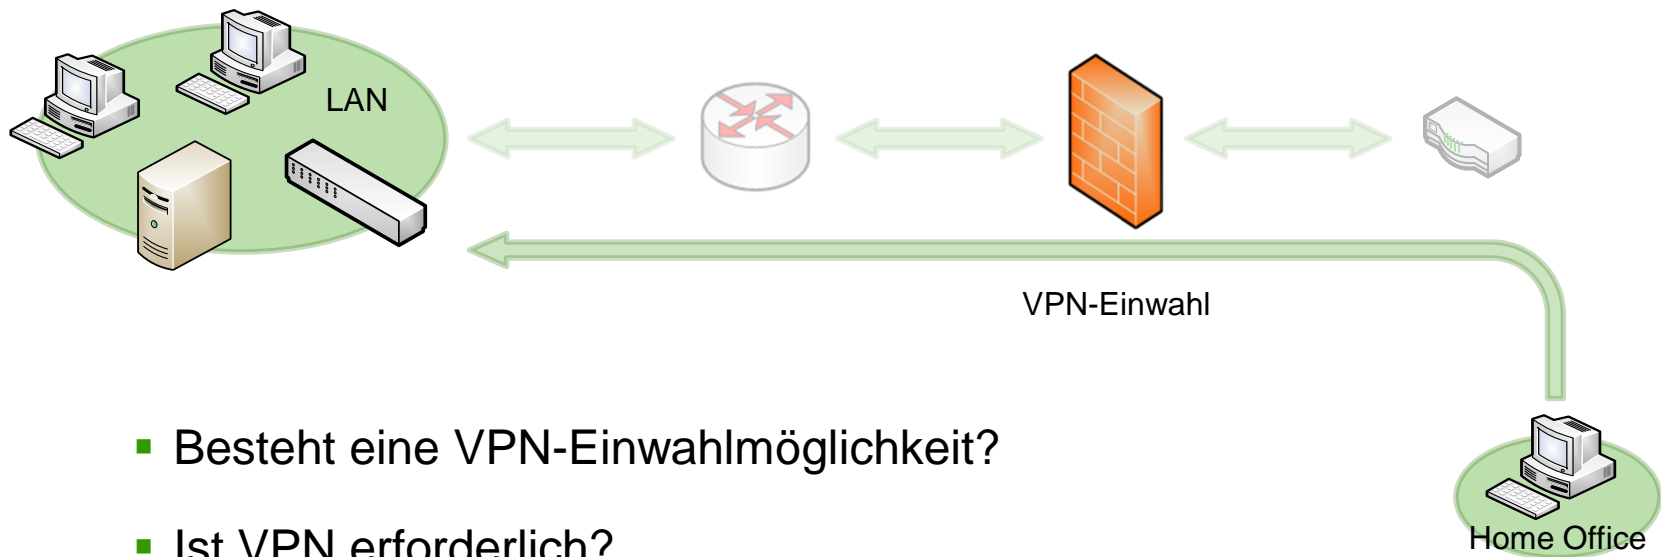 LAN
VPN-Einwahl
Besteht eine VPN-Einwahlmöglichkeit?
Ist VPN erforderlich?
Home Office